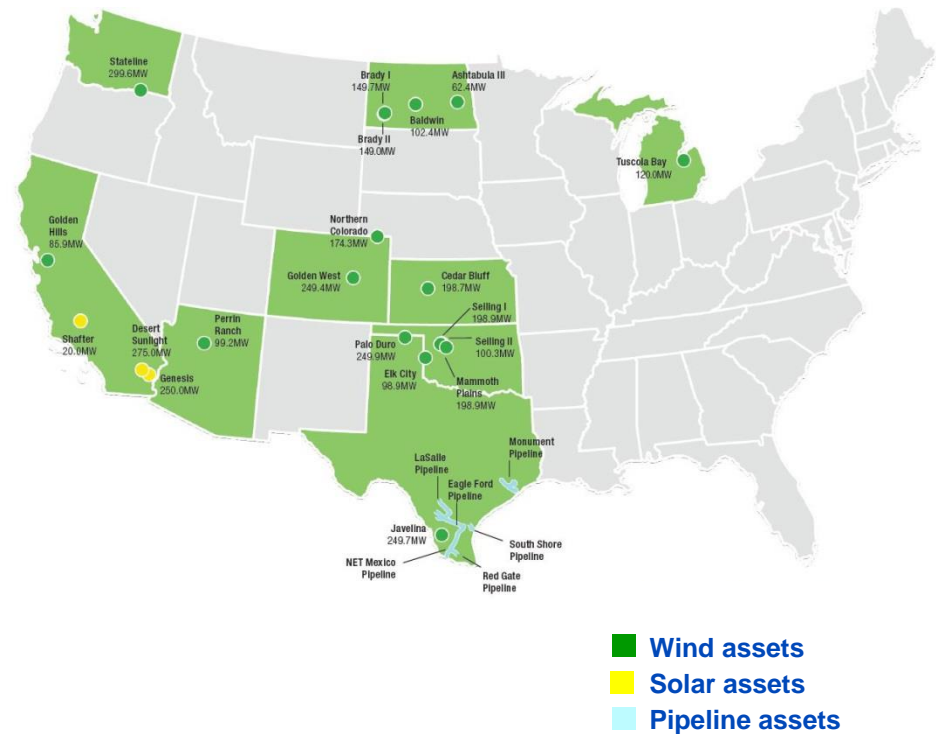 Stateline
299.6MW
Brady I
149.7MW
Ashtabula III
62.4MW
Baldwin
102.4MW
Brady II
149.0MW
Tuscola Bay
120.0MW
Golden
Hills
85.9MW
Northern
Colorado
174.3MW
Golden West
249.4MW
Cedar Bluff
198.7MW
Seiling I
198.9MW
Seiling II
100.3MW
Shafter
20.0MW
Desert
Sunlight
275.0MW
Genesis
250.0MW
Perrin
Ranch
99.2MW
Palo Duro
249.9MW
Elk City
98.9MW
Mammoth
Plains
198.9MW
Monument
Pipeline
LaSalle
Pipeline
Eagle Ford
Pipeline
Javelina
249.7MW
South Shore
Pipeline
NET Mexico
Pipeline
Red Gate
Pipeline
Wind assets
Solar assets
Pipeline assets